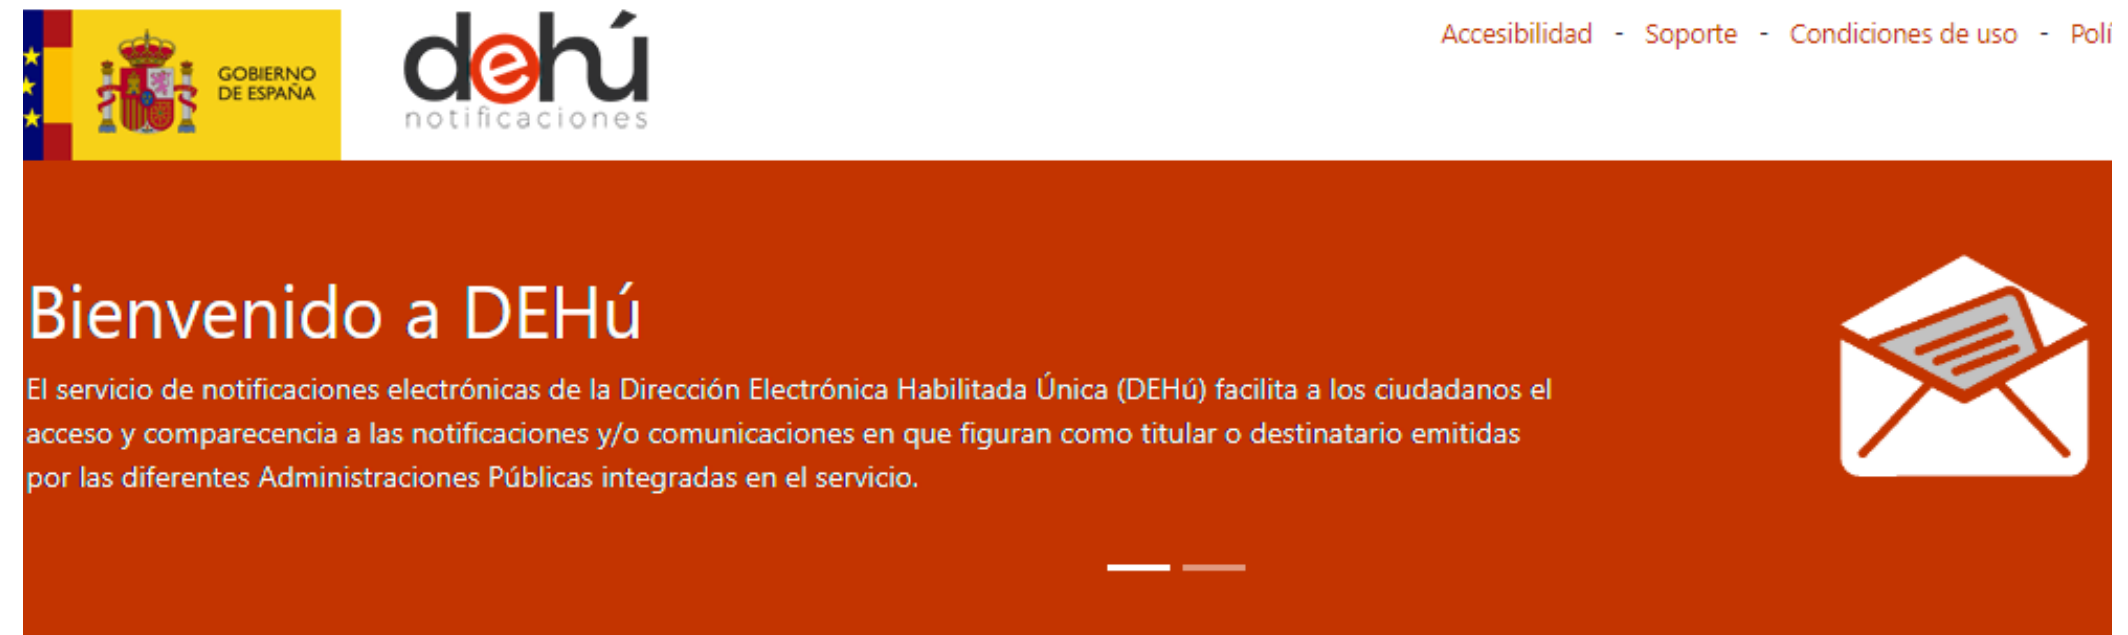 GOBIERNO
DE ESPAÑA
dehú
notificaciones
Accesibilidad - Soporte - Condiciones de uso -
Bienvenido a DEHú
El servicio de notificaciones electrónicas de la Dirección Electrónica Habilitada Única (DEHú) facilita a los ciudadanos el
acceso y comparecencia a las notificaciones y/o comunicaciones en que figuran como titular o destinatario emitidas
por las diferentes Administraciones Públicas integradas en el servicio.